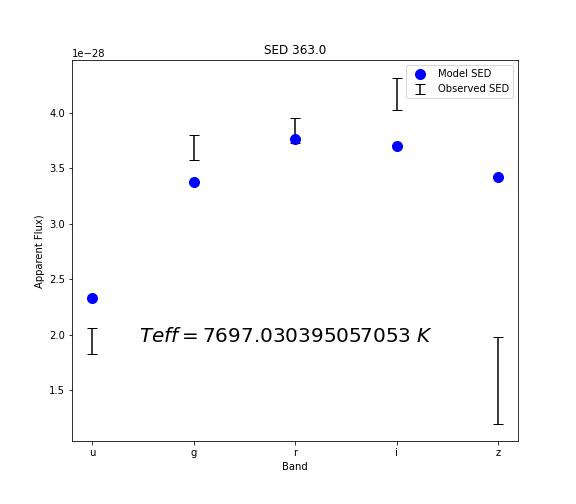 SED 363.0
1e−28
Model SED
Observed SED
4.0
3.5
3.0
2.5
2.0
1.5
Apparent Flux)
Teff = 7697.030395057053 K
u g r i z
Band